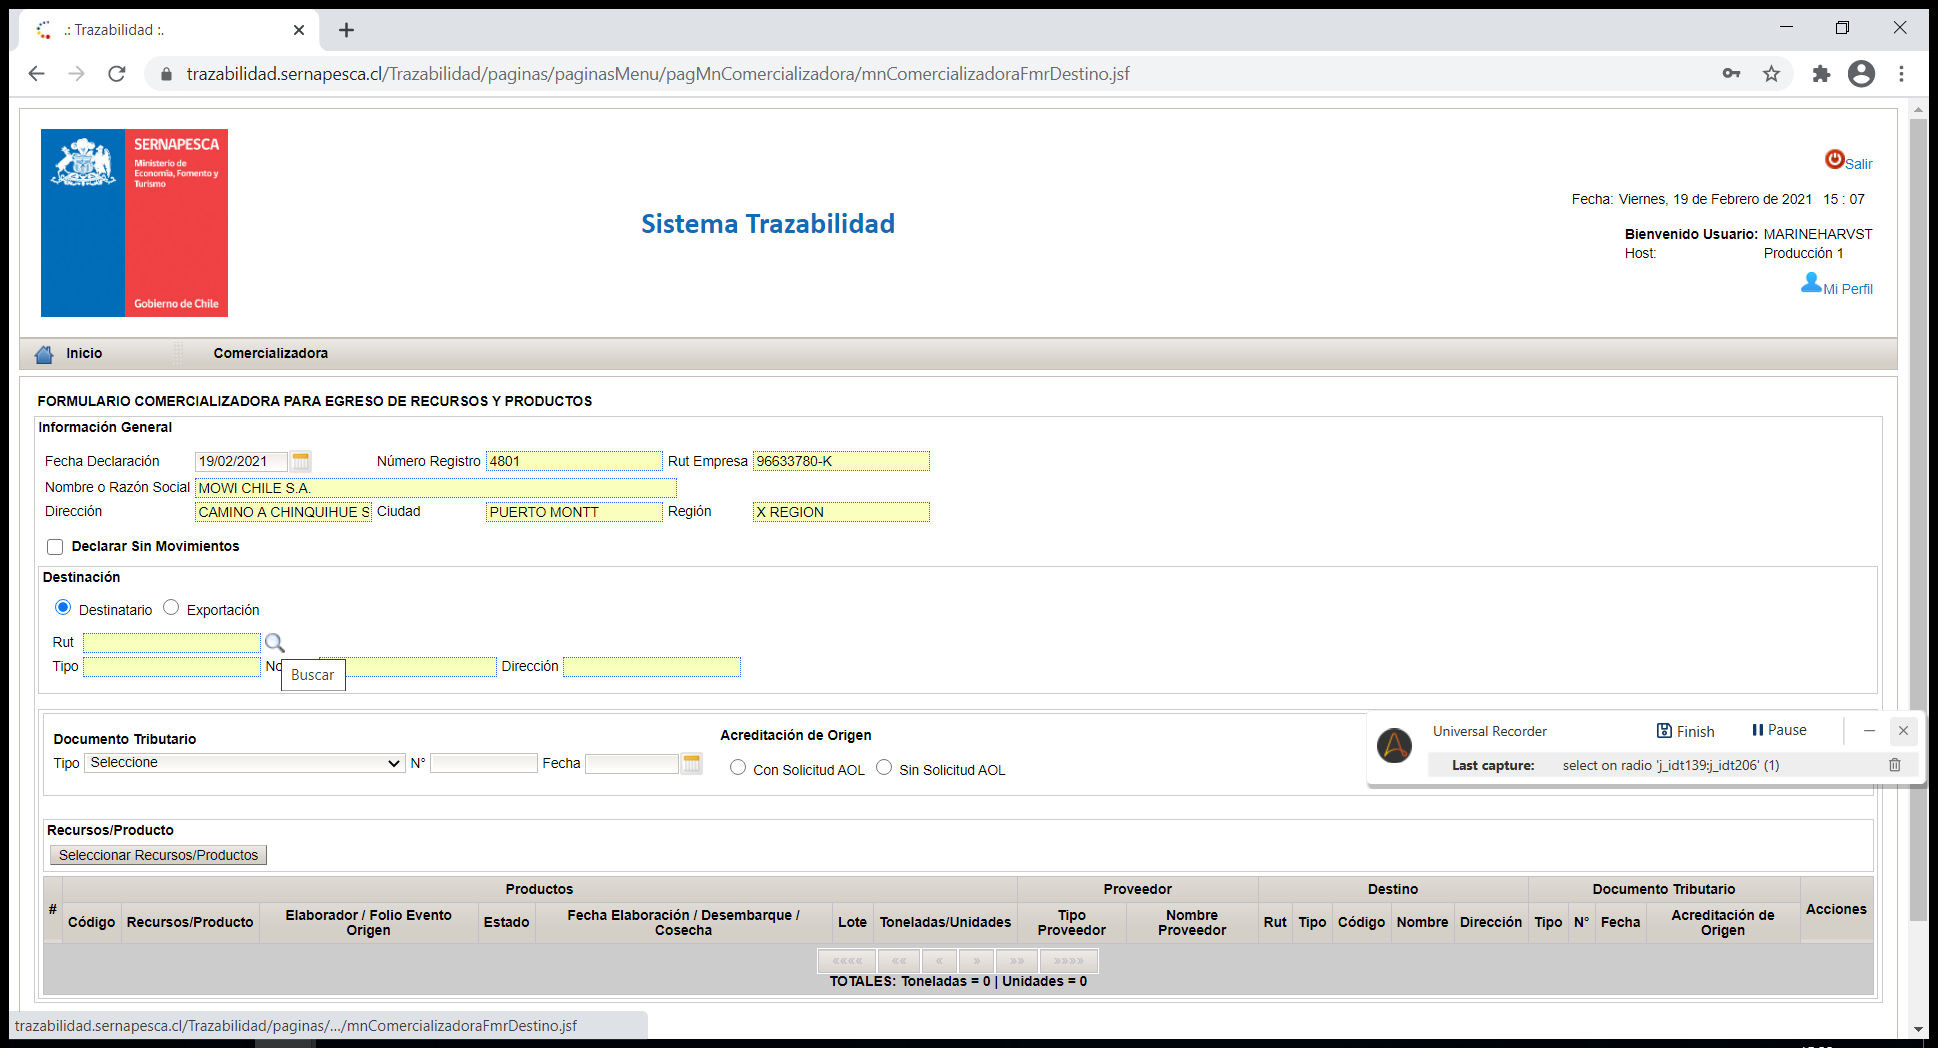 .: Trazabilidad :.
trazabilidad.sernapesca.cl/Trazabilidad/paginas/paginasMenu/pagMnComercializadora/mnComercializadoraFmrDestino.jsf
SERNAPESCA
Ministerio de
Economía, Fomento y
Turismo
Gobierno de Chile
Sistema Trazabilidad
Salir
Fecha: Viernes, 19 de Febrero de 2021 15 : 07
Bienvenido Usuario: MARINEHARVST
Host: Producción 1
Mi Perfil
Inicio Comercializadora
FORMULARIO COMERCIALIZADORA PARA EGRESO DE RECURSOS Y PRODUCTOS
Información General
Fecha Declaración 19/02/2021 Número Registro 4801 Rut Empresa 96633780-K
Nombre o Razón Social MOWI CHILE S.A.
Dirección CAMINO A CHINQUIHUE S Ciudad PUERTO MONTT Región X REGION
Declarar Sin Movimientos
Destinación
Destinatario Exportación
Rut
Tipo Dirección
Buscar
Documento Tributario
Tipo Seleccione N° Fecha
Acreditación de Origen
Con Solicitud AOL Sin Solicitud AOL
Universal Recorder Finish Pause
Last capture: select on radio 'j_idt139:j_idt206' (1)
Recursos/Producto
Seleccionar Recursos/Productos
Productos Proveedor Destino Documento Tributario
# Código Recursos/Producto Elaborador / Folio Evento Origen Estado Fecha Elaboración / Desembarque / Cosecha Lote Toneladas/Unidades Tipo Proveedor Nombre Proveedor Rut Tipo Código Nombre Dirección Tipo N° Fecha Acreditación de Origen Acciones
«««« «« « » »» »»»»
TOTALES: Toneladas = 0 | Unidades = 0
trazabilidad.sernapesca.cl/Trazabilidad/paginas/.../mnComercializadoraFmrDestino.jsf